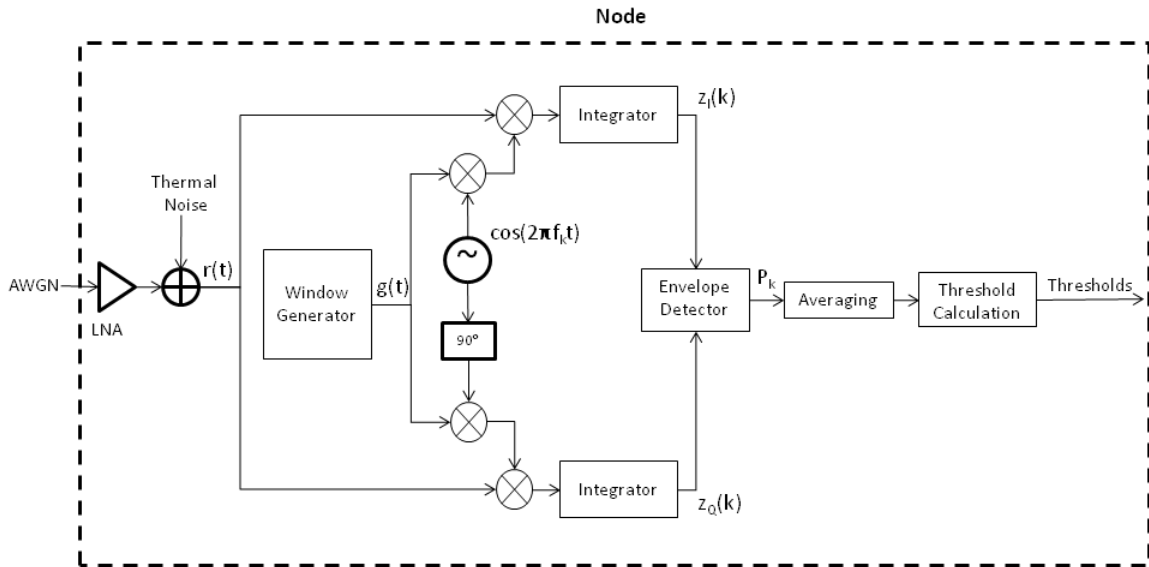 Node
z_I(k)
Integrator
Thermal
Noise
cos(2πf_kt)
r(t)
~
AWGN
LNA
Window
Generator
g(t)
Envelope
Detector
P_k
Averaging
Threshold
Calculation
Thresholds
90°
Integrator
z_Q(k)